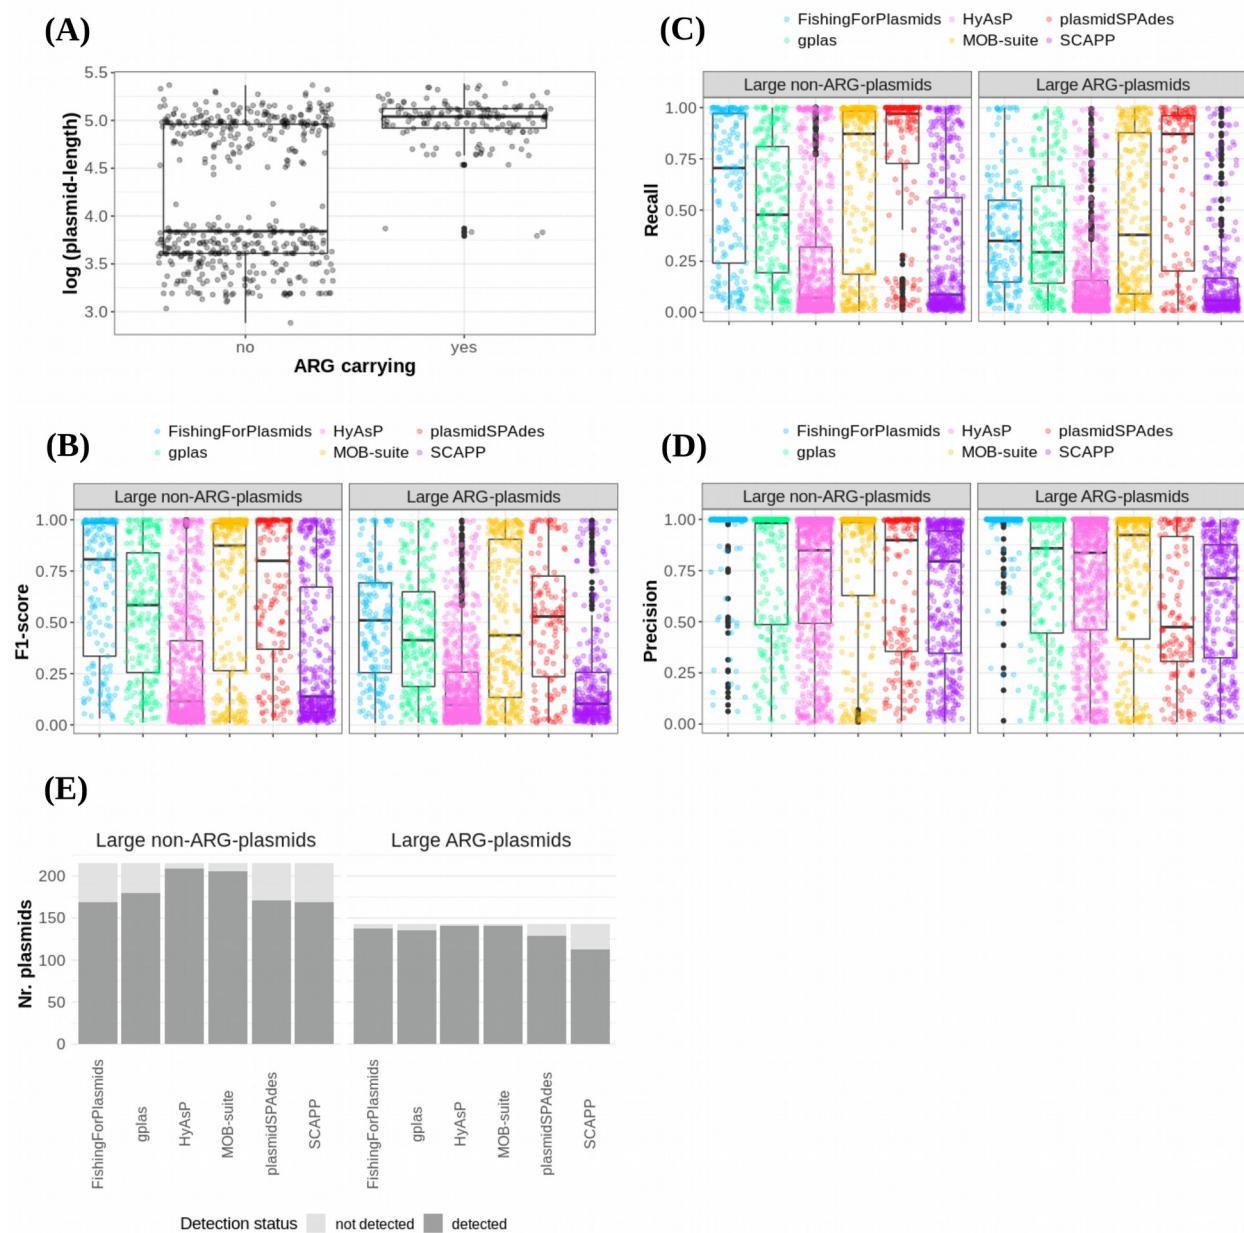 (A)
5.5
5.0
4.5
4.0
3.5
3.0
log (plasmid-length)
no yes
ARG carrying
(C)
FishingForPlasmids HyAsP plasmidSPAdes
gplas MOB-suite SCAPP
Large non-ARG-plasmids Large ARG-plasmids
1.00
0.75
0.50
0.25
0.00
Recall
(B)
FishingForPlasmids HyAsP plasmidSPAdes
gplas MOB-suite SCAPP
Large non-ARG-plasmids Large ARG-plasmids
1.00
0.75
0.50
0.25
0.00
F1-score
(D)
FishingForPlasmids HyAsP plasmidSPAdes
gplas MOB-suite SCAPP
Large non-ARG-plasmids Large ARG-plasmids
1.00
0.75
0.50
0.25
0.00
Precision
(E)
Large non-ARG-plasmids Large ARG-plasmids
200
150
100
50
0
Nr. plasmids
FishingForPlasmids
gplas
HyAsP
MOB-suite
plasmidSPAdes
SCAPP
FishingForPlasmids
gplas
HyAsP
MOB-suite
plasmidSPAdes
SCAPP
Detection status not detected detected